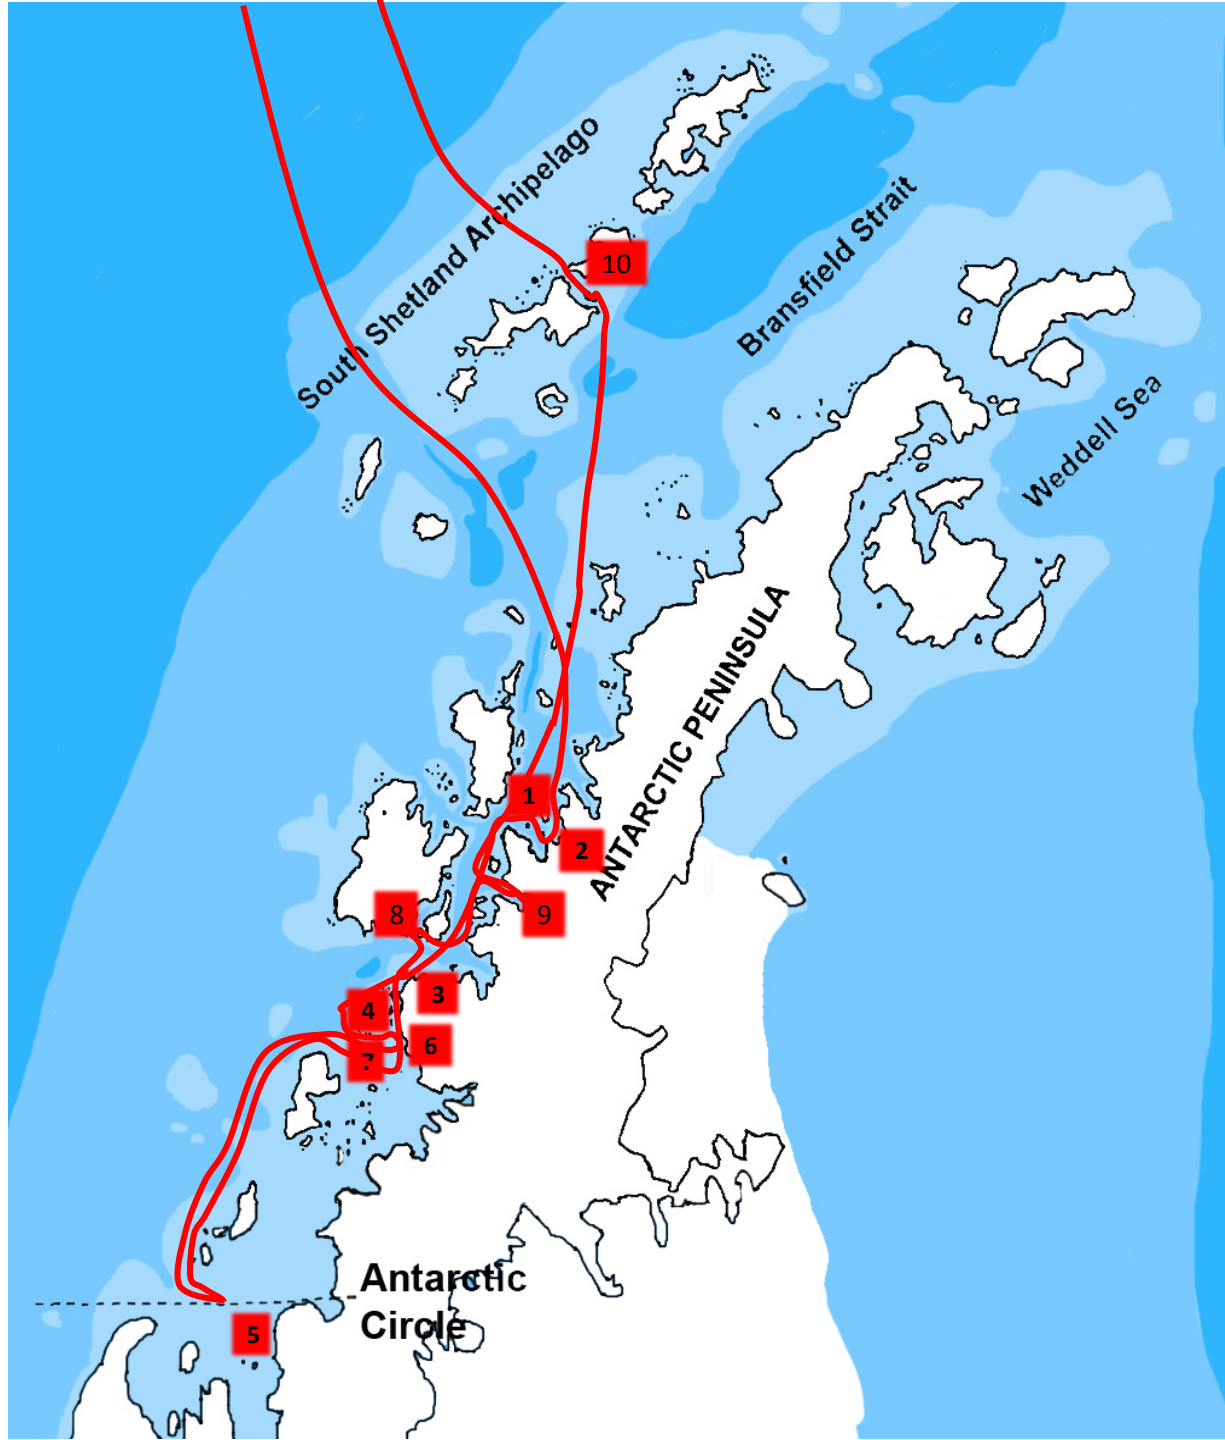 South Shetland Archipelago
10
Bransfield Strait
Weddell Sea
ANTARCTIC PENINSULA
1
2
8
9
3
4
6
7
Antarctic
Circle
5